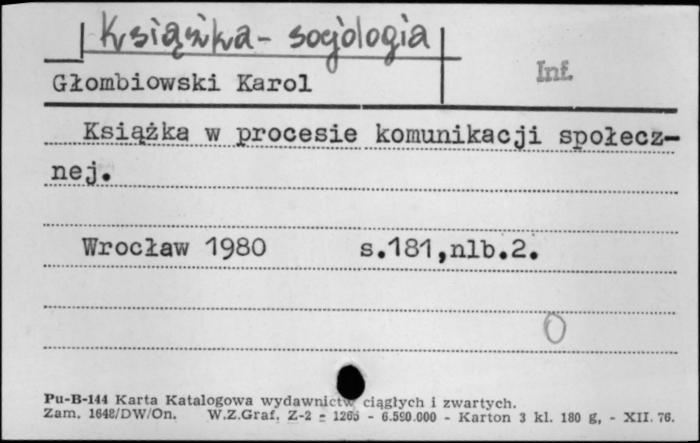 Książka - socjologia
Głombiowski Karol
Inf.
Książka w procesie komunikacji społecz-
nej.
Wrocław 1980 s.181,nlb.2.
O
Pu-B-144 Karta Katalogowa wydawnictw ciągłych i zwartych.
Zam. 1648/DW/On. W.Z.Graf. Z-2 - 1265 - 6.590.000 - Karton 3 kl. 180 g, - XII. 76.